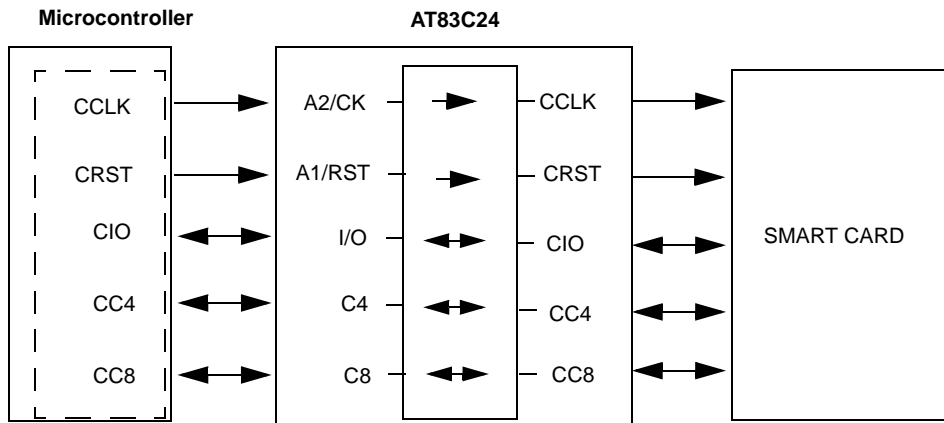 Microcontroller
AT83C24
CCLK
A2/CK
CCLK
CRST
A1/RST
CRST
CIO
I/O
CIO
SMART CARD
CC4
C4
CC4
CC8
C8
CC8